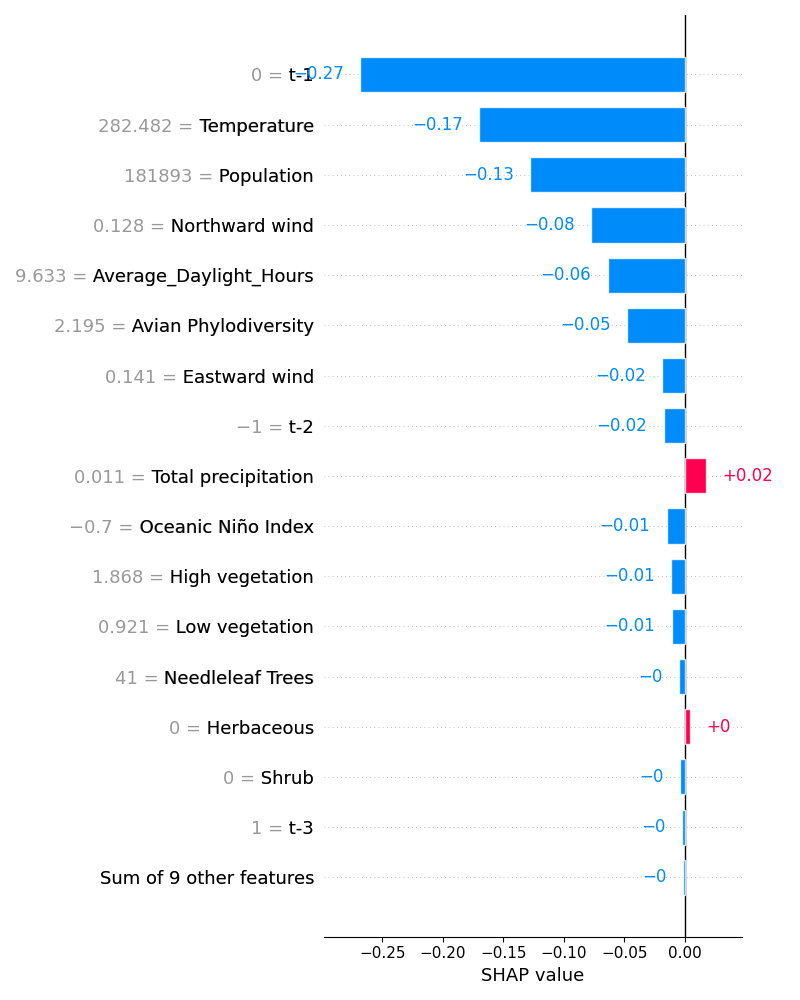 0 = t-1 −0.27
282.482 = Temperature −0.17
181893 = Population −0.13
0.128 = Northward wind −0.08
9.633 = Average_Daylight_Hours −0.06
2.195 = Avian Phylodiversity −0.05
0.141 = Eastward wind −0.02
−1 = t-2 −0.02
0.011 = Total precipitation +0.02
−0.7 = Oceanic Niño Index −0.01
1.868 = High vegetation −0.01
0.921 = Low vegetation −0.01
41 = Needleleaf Trees −0
0 = Herbaceous +0
0 = Shrub −0
1 = t-3 −0
Sum of 9 other features −0
−0.25 −0.20 −0.15 −0.10 −0.05 0.00
SHAP value